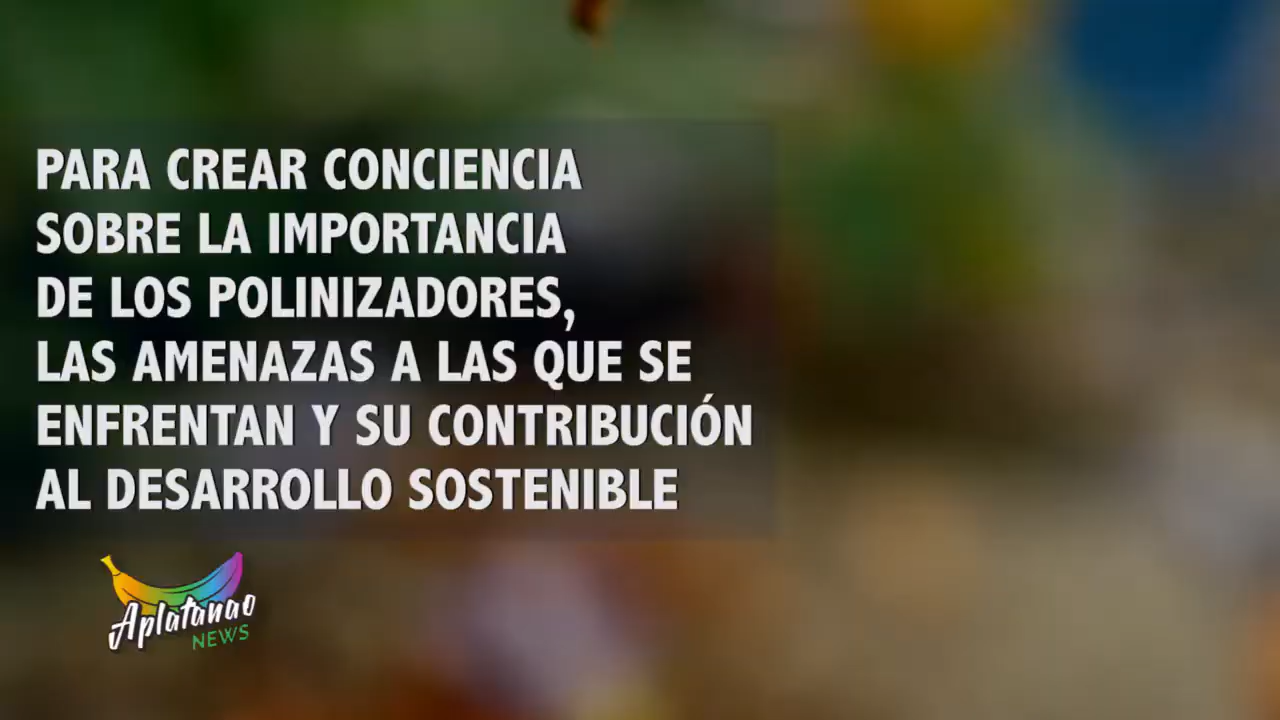 PARA CREAR CONCIENCIA
SOBRE LA IMPORTANCIA
DE LOS POLINIZADORES,
LAS AMENAZAS A LAS QUE SE
ENFRENTAN Y SU CONTRIBUCIÓN
AL DESARROLLO SOSTENIBLE
Aplatanao
NEWS